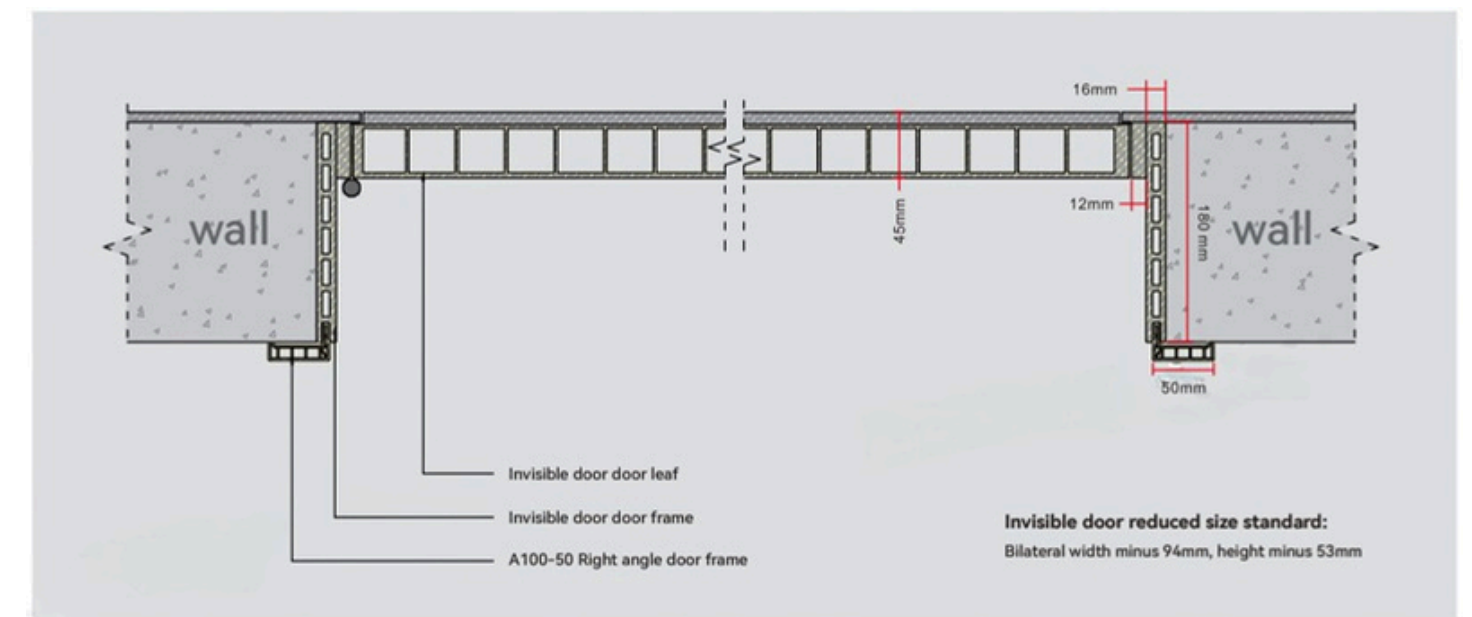 16mm
wall
12mm
45mm
180 mm
wall
50mm
Invisible door door leaf
Invisible door door frame
A100-50 Right angle door frame
Invisible door reduced size standard:
Bilateral width minus 94mm, height minus 53mm